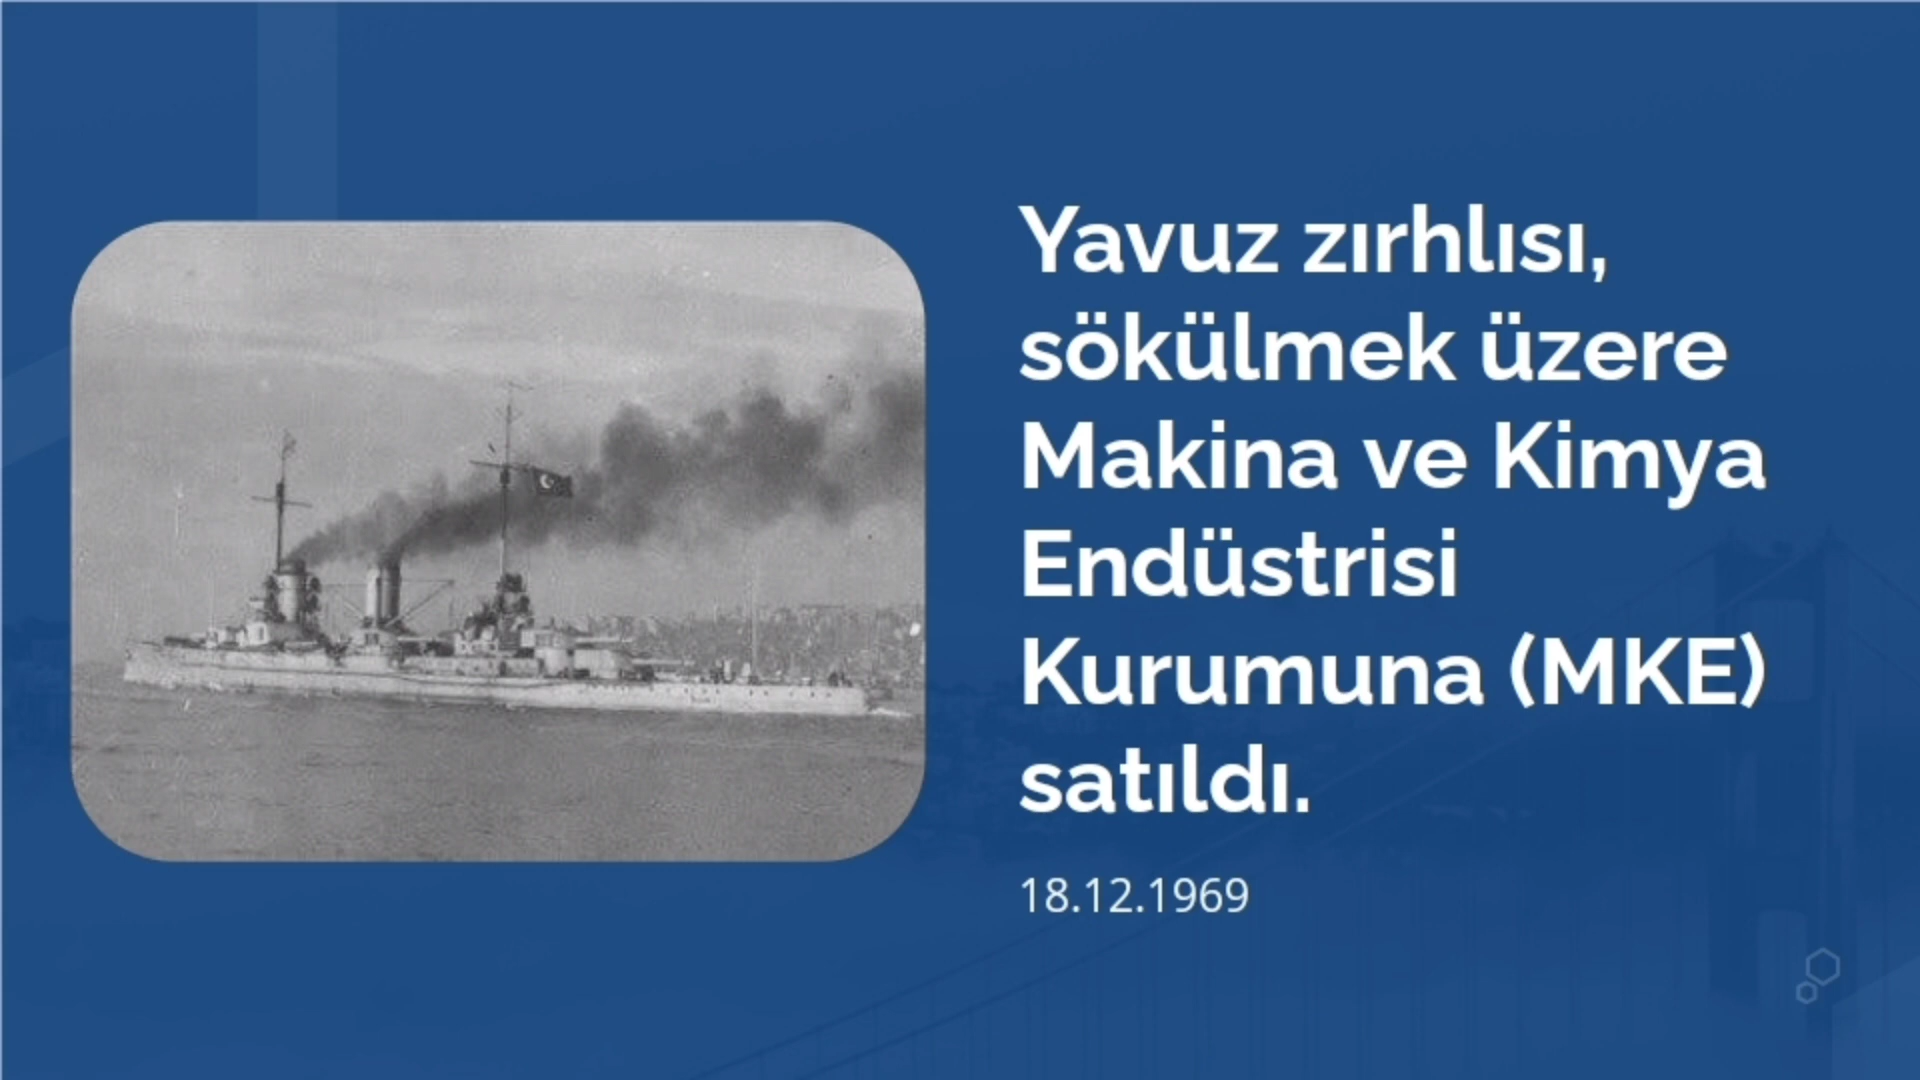 Yavuz zırhlısı,
sökülmek üzere
Makina ve Kimya
Endüstrisi
Kurumuna (MKE)
satıldı.
18.12.1969